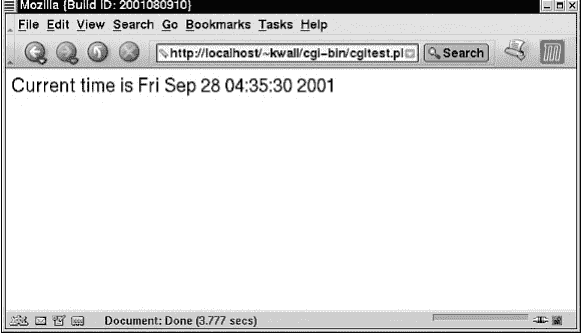 Mozilla {Build ID: 2001080910}
File Edit View Search Go Bookmarks Tasks Help
http://localhost/~kwall/cgi-bin/cgitest.pl Search
Current time is Fri Sep 28 04:35:30 2001
Document: Done (3.777 secs)